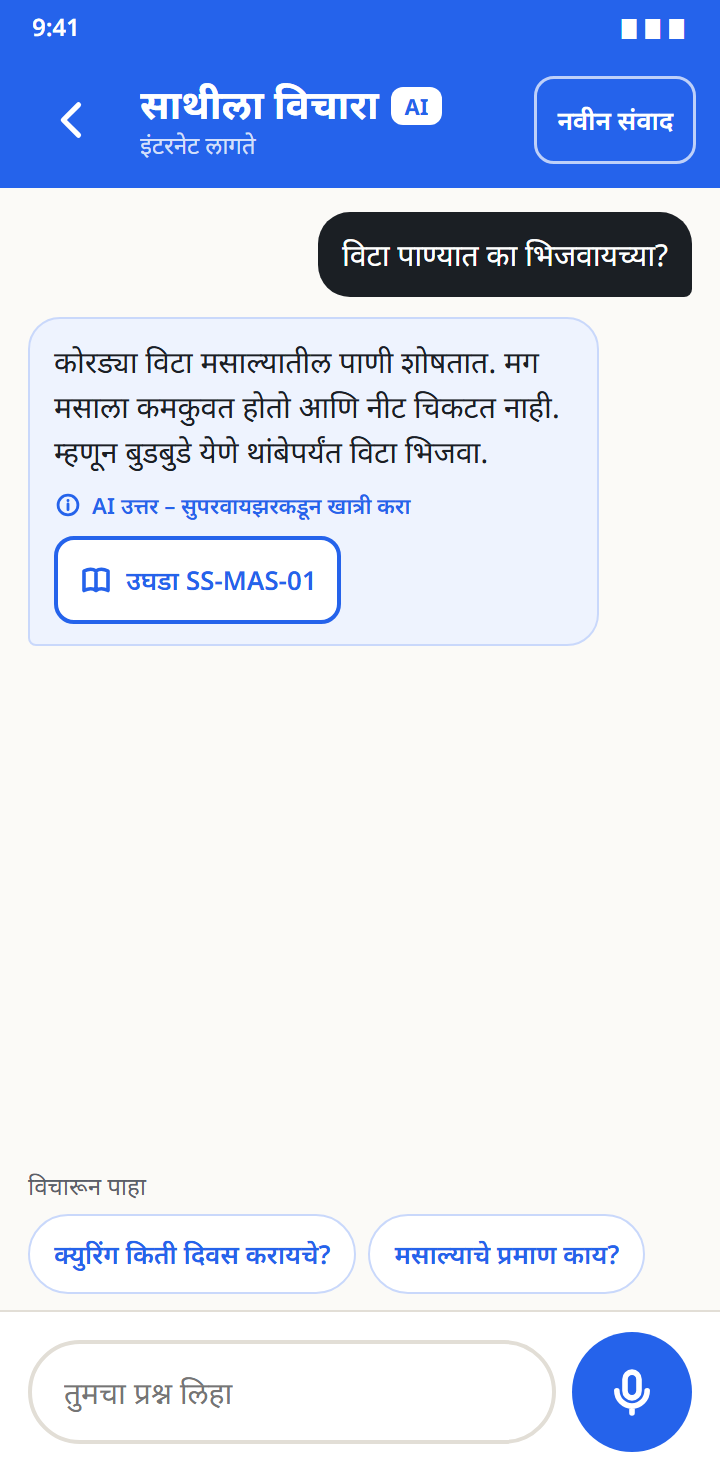 9:41
साथीला विचारा AI
इंटरनेट लागते
नवीन संवाद
विटा पाण्यात का भिजवायच्या?
कोरड्या विटा मसाल्यातील पाणी शोषतात. मग
मसाला कमकुवत होतो आणि नीट चिकटत नाही.
म्हणून बुडबुडे येणे थांबेपर्यंत विटा भिजवा.
AI उत्तर – सुपरवायझरकडून खात्री करा
उघडा SS-MAS-01
विचारून पाहा
क्युरिंग किती दिवस करायचे?
मसाल्याचे प्रमाण काय?
तुमचा प्रश्न लिहा